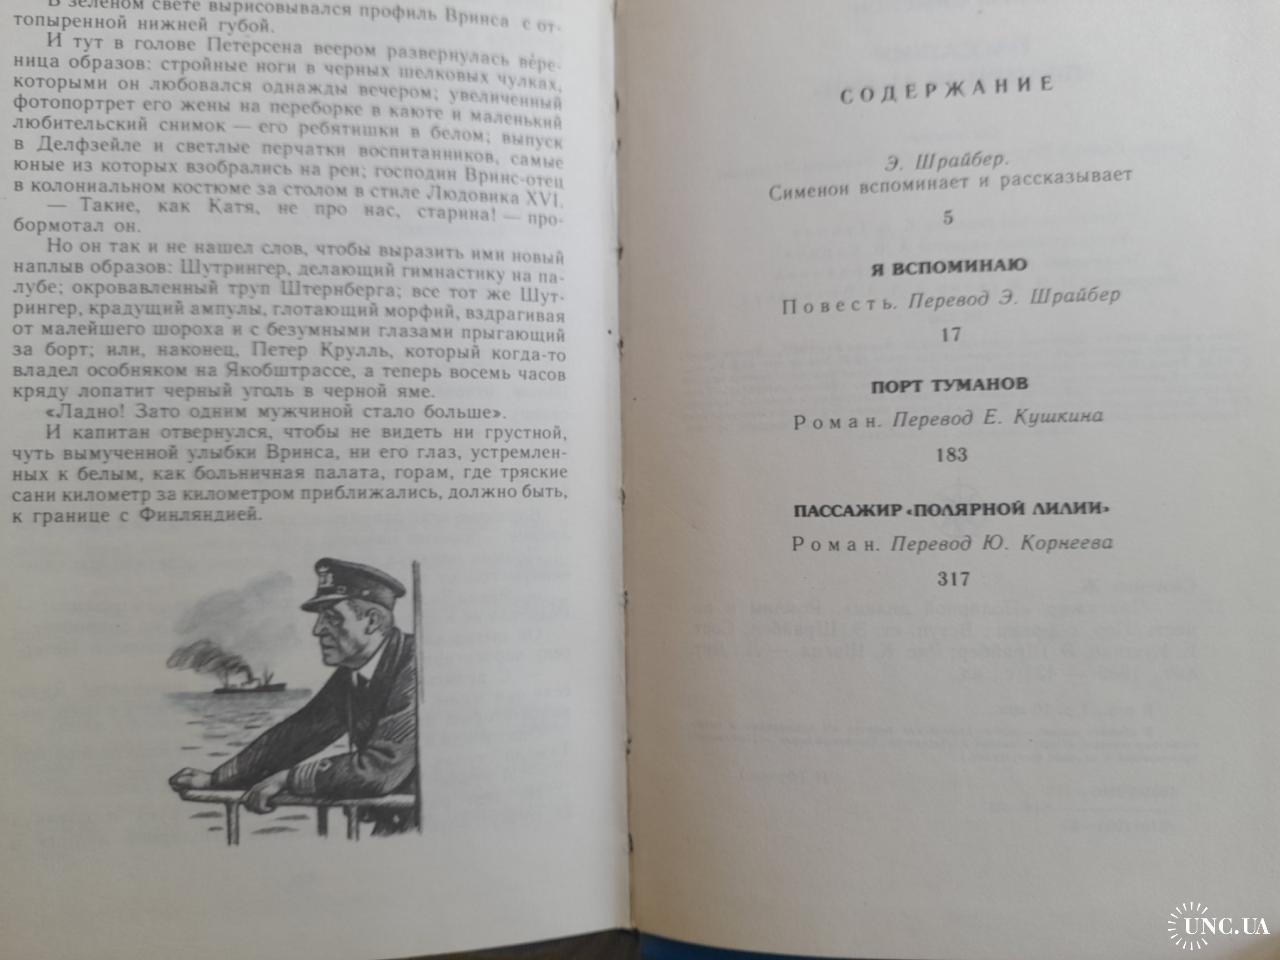 В зеленом свете вырисовывался профиль Вринса с от-
топыренной нижней губой.
И тут в голове Петерсена веером развернулась вере-
ница образов: стройные ноги в черных шелковых чулках,
которыми он любовался однажды вечером; увеличенный
фотопортрет его жены на переборке в каюте и маленький
любительский снимок — его ребятишки в белом; выпуск
в Делфзейле и светлые перчатки воспитанников, самые
юные из которых взобрались на реи; господин Вринс-отец
в колониальном костюме за столом в стиле Людовика XVI.
— Такие, как Катя, не про нас, старина! — про-
бормотал он.
Но он так и не нашел слов, чтобы выразить ими новый
наплыв образов: Шутрингер, делающий гимнастику на па-
лубе; окровавленный труп Штернберга; все тот же Шут-
рингер, крадущий ампулы, глотающий морфий, вздрагивая
от малейшего шороха и с безумными глазами прыгающий
за борт; или, наконец, Петер Крулль, который когда-то
владел особняком на Якобштрассе, а теперь восемь часов
кряду лопатит черный уголь в черной яме.
«Ладно! Зато одним мужчиной стало больше».
И капитан отвернулся, чтобы не видеть ни грустной,
чуть вымученной улыбки Вринса, ни его глаз, устремлен-
ных к белым, как больничная палата, горам, где тряские
сани километр за километром приближались, должно быть,
к границе с Финляндией.
СОДЕРЖАНИЕ
Э. Шрайбер.
Сименон вспоминает и рассказывает
5
Я ВСПОМИНАЮ
Повесть. Перевод Э. Шрайбер
17
ПОРТ ТУМАНОВ
Роман. Перевод Е. Кушкина
183
ПАССАЖИР «ПОЛЯРНОЙ ЛИЛИИ»
Роман. Перевод Ю. Корнеева
317
UNC.UA